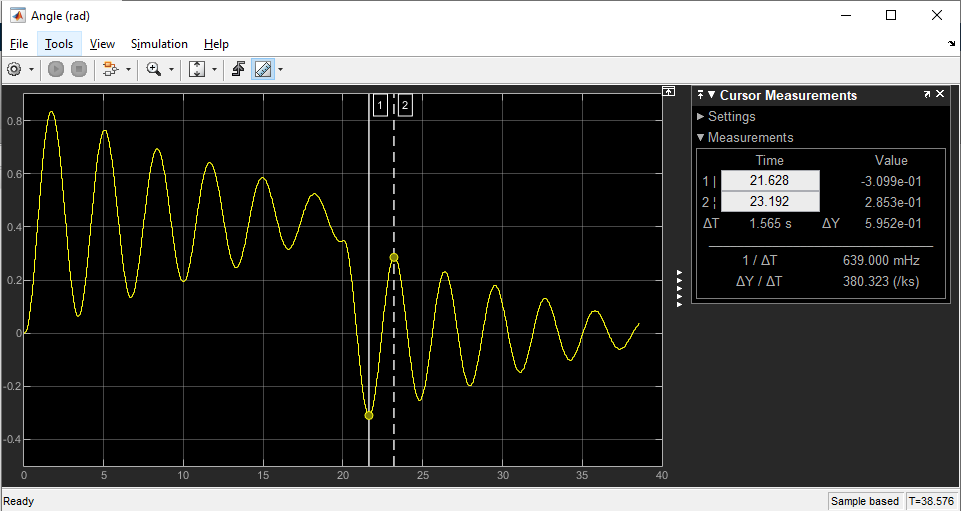 Angle (rad)
File Tools View Simulation Help
1 2
0.8
0.6
0.4
0.2
0
-0.2
-0.4
0 5 10 15 20 25 30 35 40
Cursor Measurements
Settings
Measurements
Time Value
1 | 21.628 -3.099e-01
2 ¦ 23.192 2.853e-01
ΔT 1.565 s ΔY 5.952e-01
1 / ΔT 639.000 mHz
ΔY / ΔT 380.323 (/ks)
Ready Sample based T=38.576